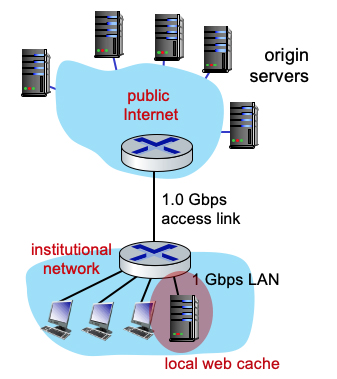 origin
servers
public
Internet
1.0 Gbps
access link
institutional
network
1 Gbps LAN
local web cache